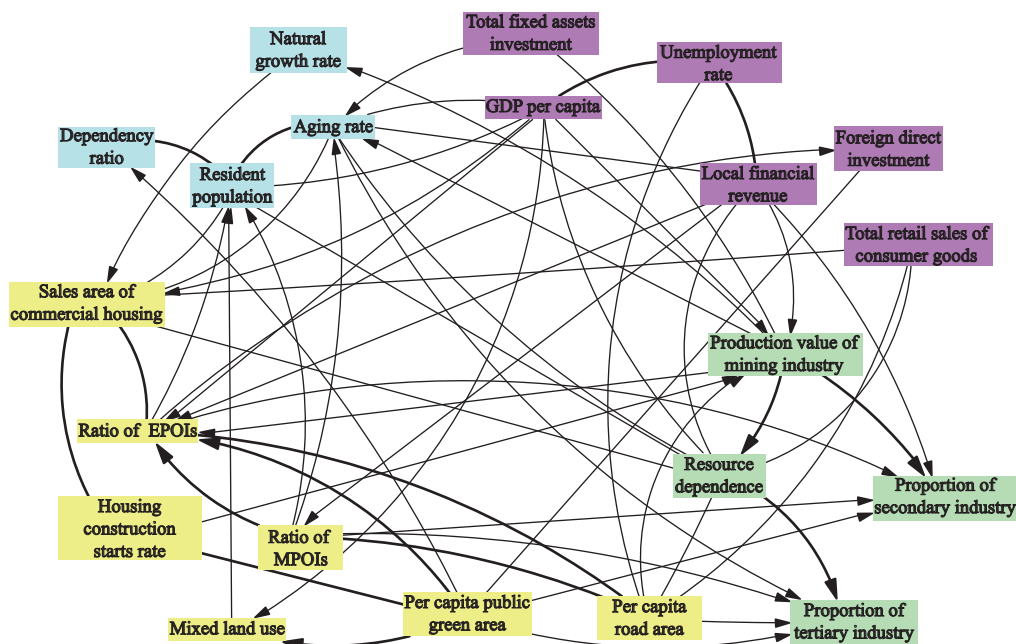 Total fixed assets
investment
Natural
growth rate
Unemployment
rate
GDP per capita
Aging rate
Dependency
ratio
Foreign direct
investment
Resident
population
Local financial
revenue
Total retail sales of
consumer goods
Sales area of
commercial housing
Production value of
mining industry
Ratio of EPOIs
Resource
dependence
Proportion of
secondary industry
Housing
construction
starts rate
Ratio of
MPOIs
Per capita public
green area
Per capita
road area
Proportion of
tertiary industry
Mixed land use